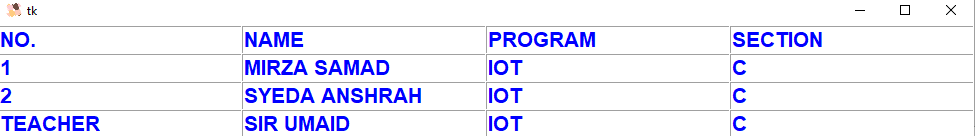 tk
NO. NAME PROGRAM SECTION
1 MIRZA SAMAD IOT C
2 SYEDA ANSHRAH IOT C
TEACHER SIR UMAID IOT C